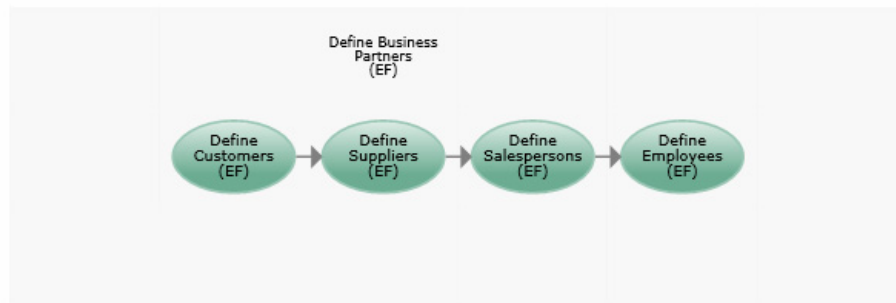 Define Business
Partners
(EF)
Define
Customers
(EF)
Define
Suppliers
(EF)
Define
Salespersons
(EF)
Define
Employees
(EF)